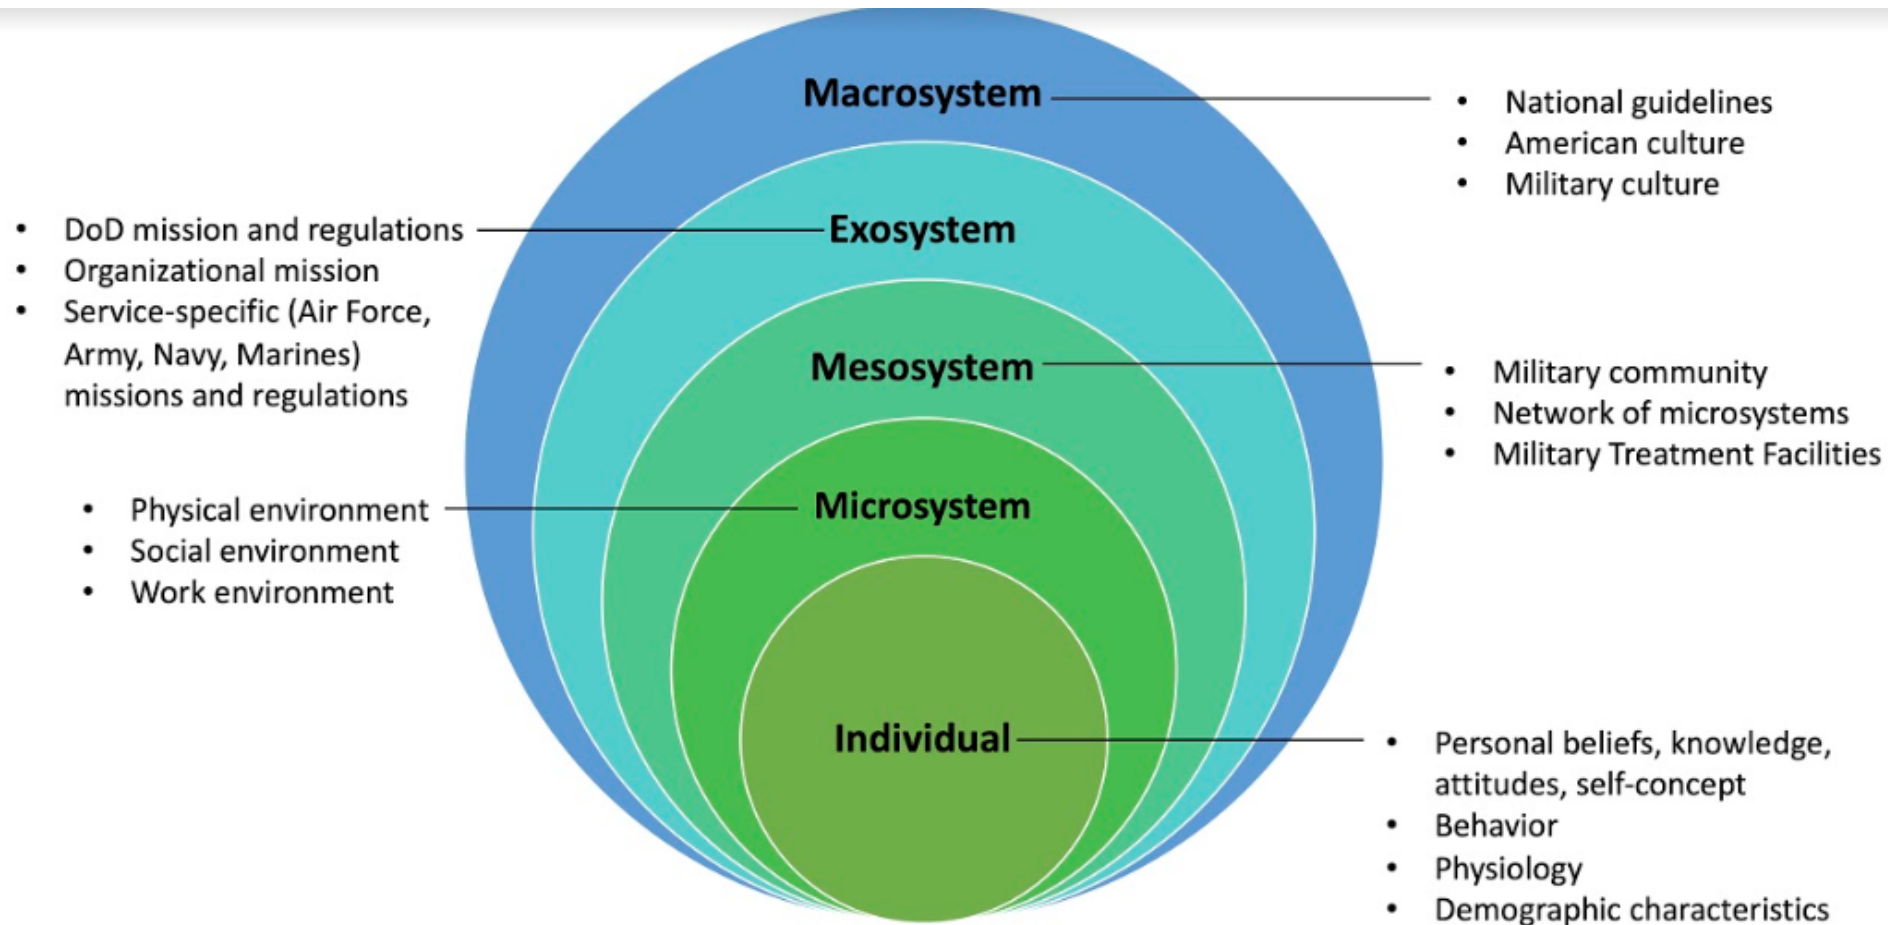 Macrosystem
• National guidelines
• American culture
• Military culture
• DoD mission and regulations
• Organizational mission
• Service-specific (Air Force,
Army, Navy, Marines)
missions and regulations
Exosystem
Mesosystem
• Military community
• Network of microsystems
• Military Treatment Facilities
• Physical environment
• Social environment
• Work environment
Microsystem
Individual
• Personal beliefs, knowledge,
attitudes, self-concept
• Behavior
• Physiology
• Demographic characteristics